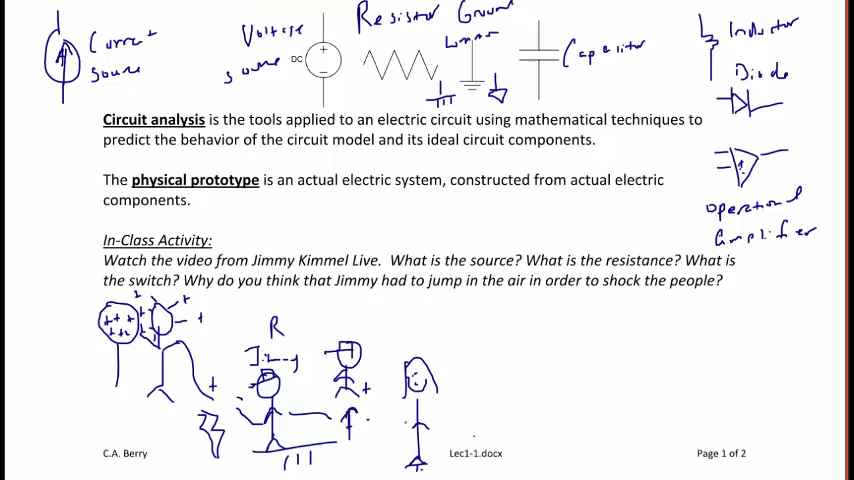 Resistor Ground
Current
source
Voltage
source
DC
Capacitor
Inductor
Diode
Circuit analysis is the tools applied to an electric circuit using mathematical techniques to
predict the behavior of the circuit model and its ideal circuit components.
The physical prototype is an actual electric system, constructed from actual electric
components.
operational
amplifier
In-Class Activity:
Watch the video from Jimmy Kimmel Live. What is the source? What is the resistance? What is
the switch? Why do you think that Jimmy had to jump in the air in order to shock the people?
R
C.A. Berry
Lec1-1.docx
Page 1 of 2